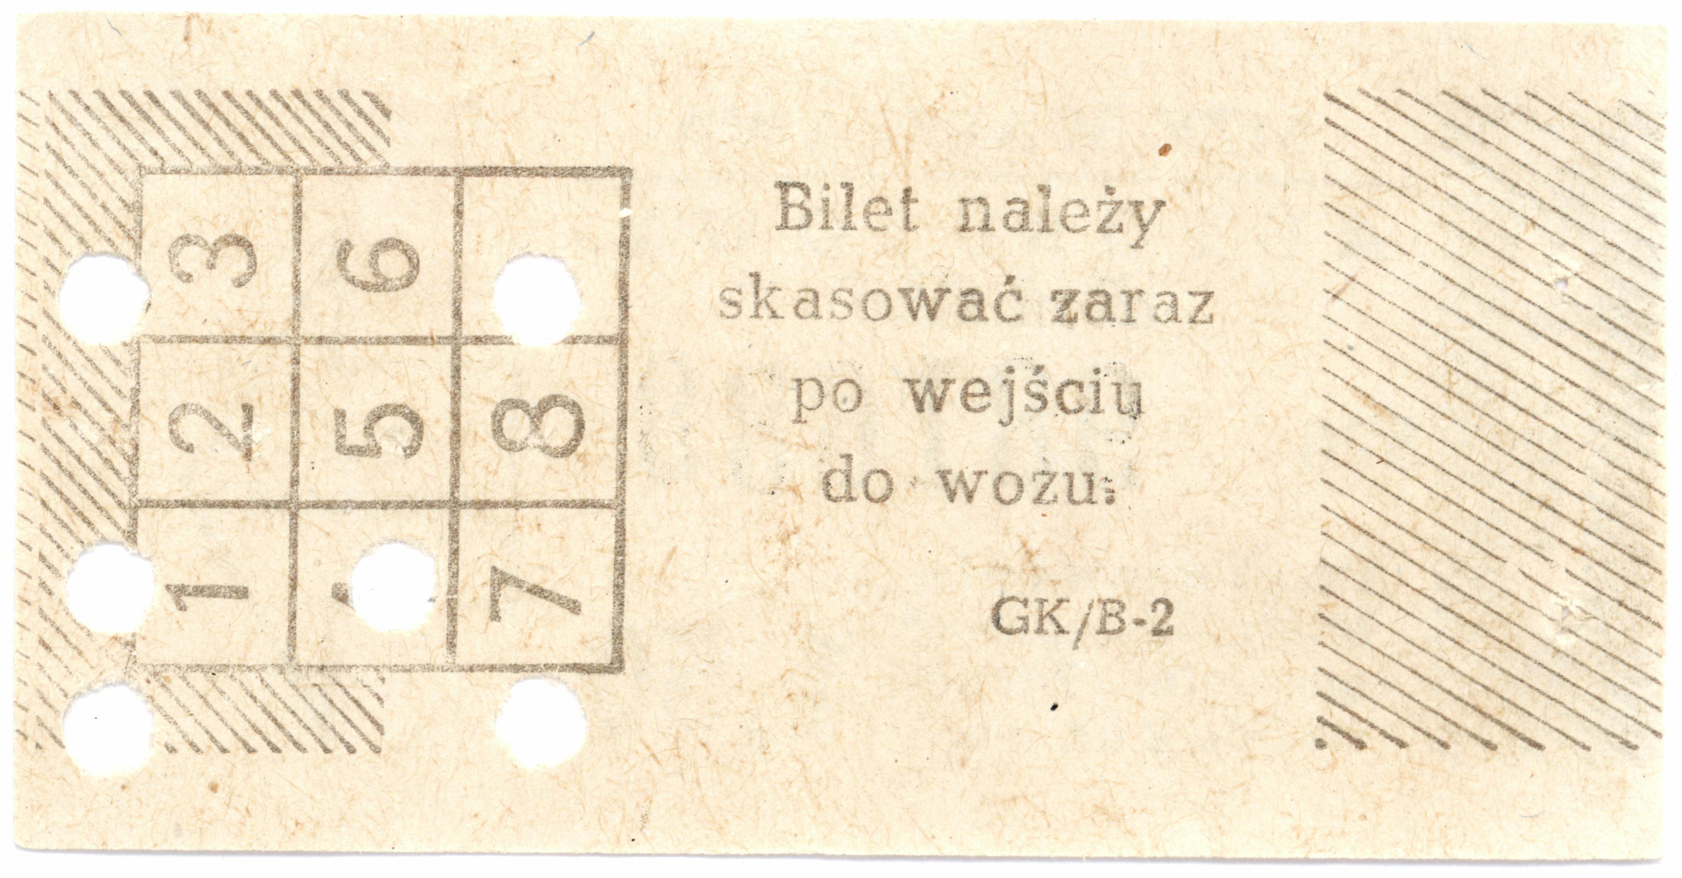 3 6
2 5 8
1 7
Bilet należy
skasować zaraz
po wejściu
do wozu.
GK/B-2